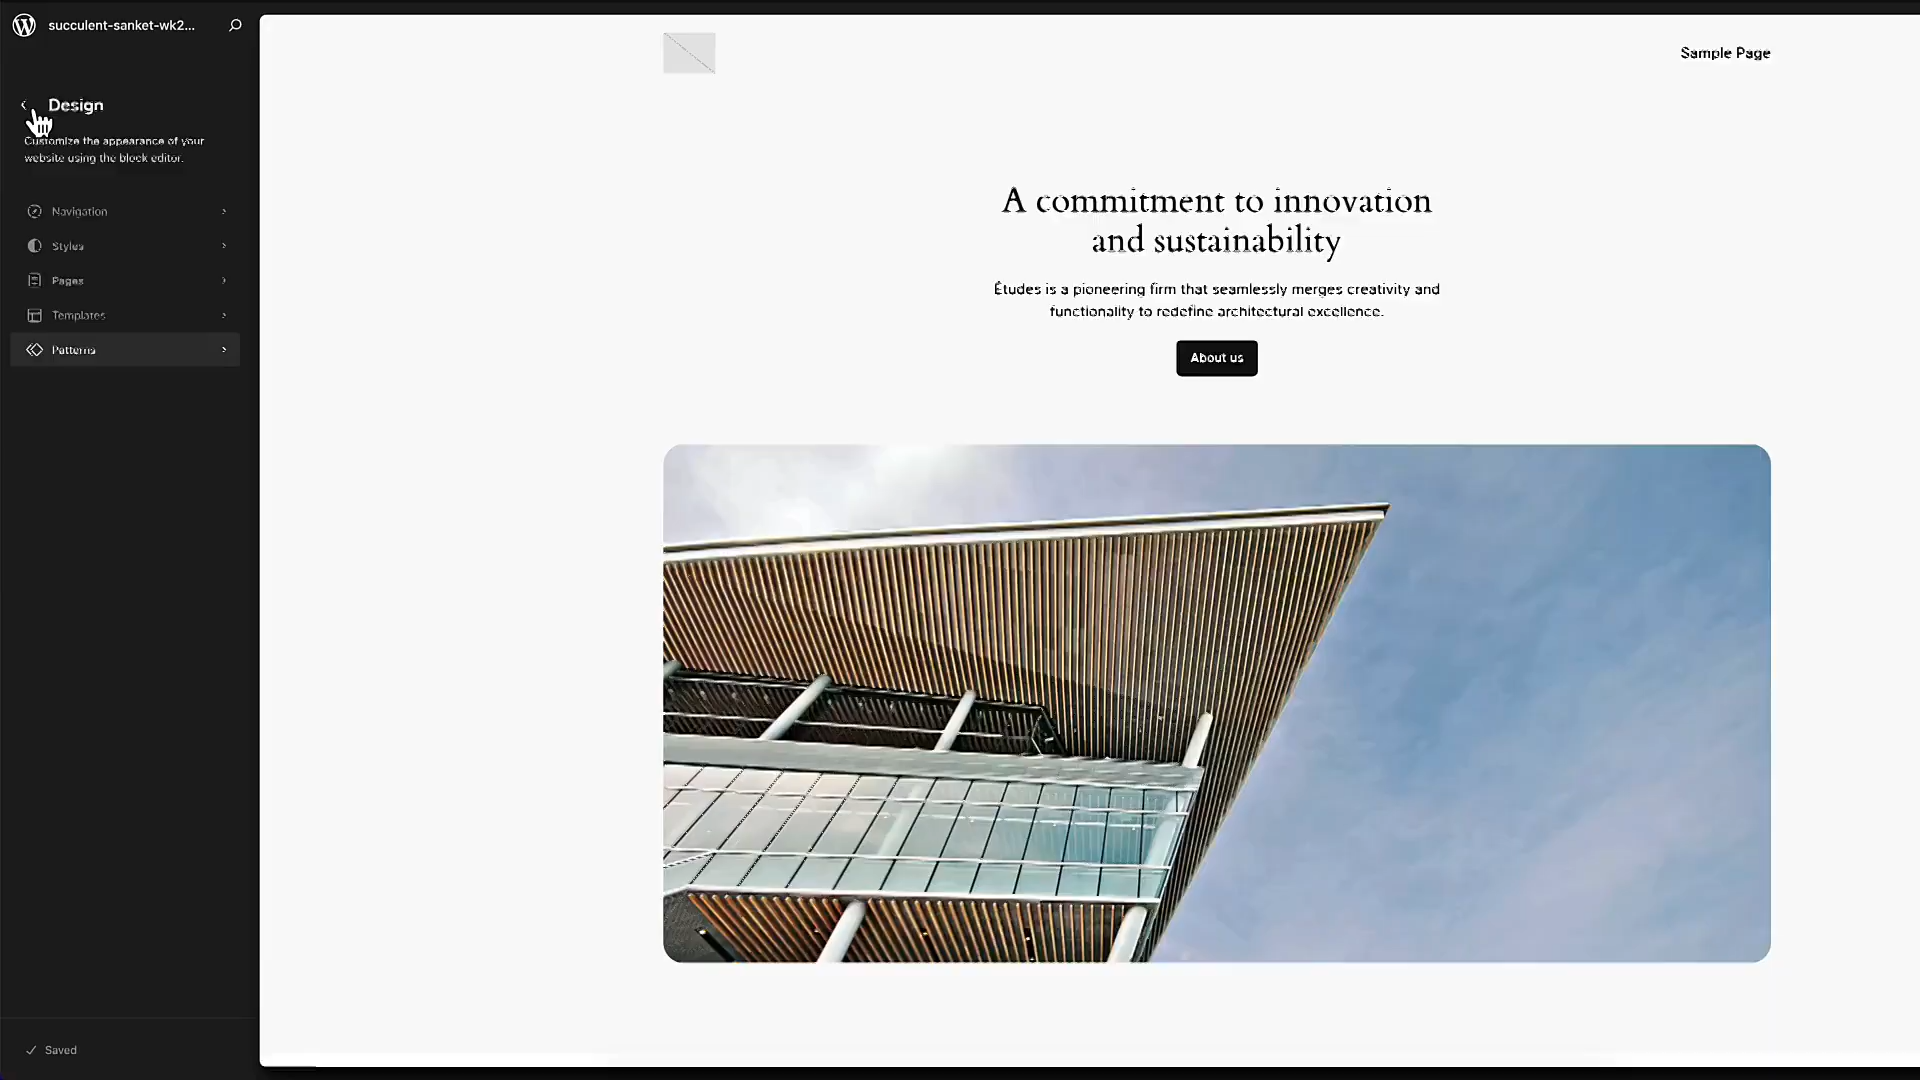 succulent-sanket-wk2...
Design
Customize the appearance of your
website using the block editor.
Navigation
Styles
Pages
Templates
Patterns
Saved
Sample Page
A commitment to innovation
and sustainability
Études is a pioneering firm that seamlessly merges creativity and
functionality to redefine architectural excellence.
About us